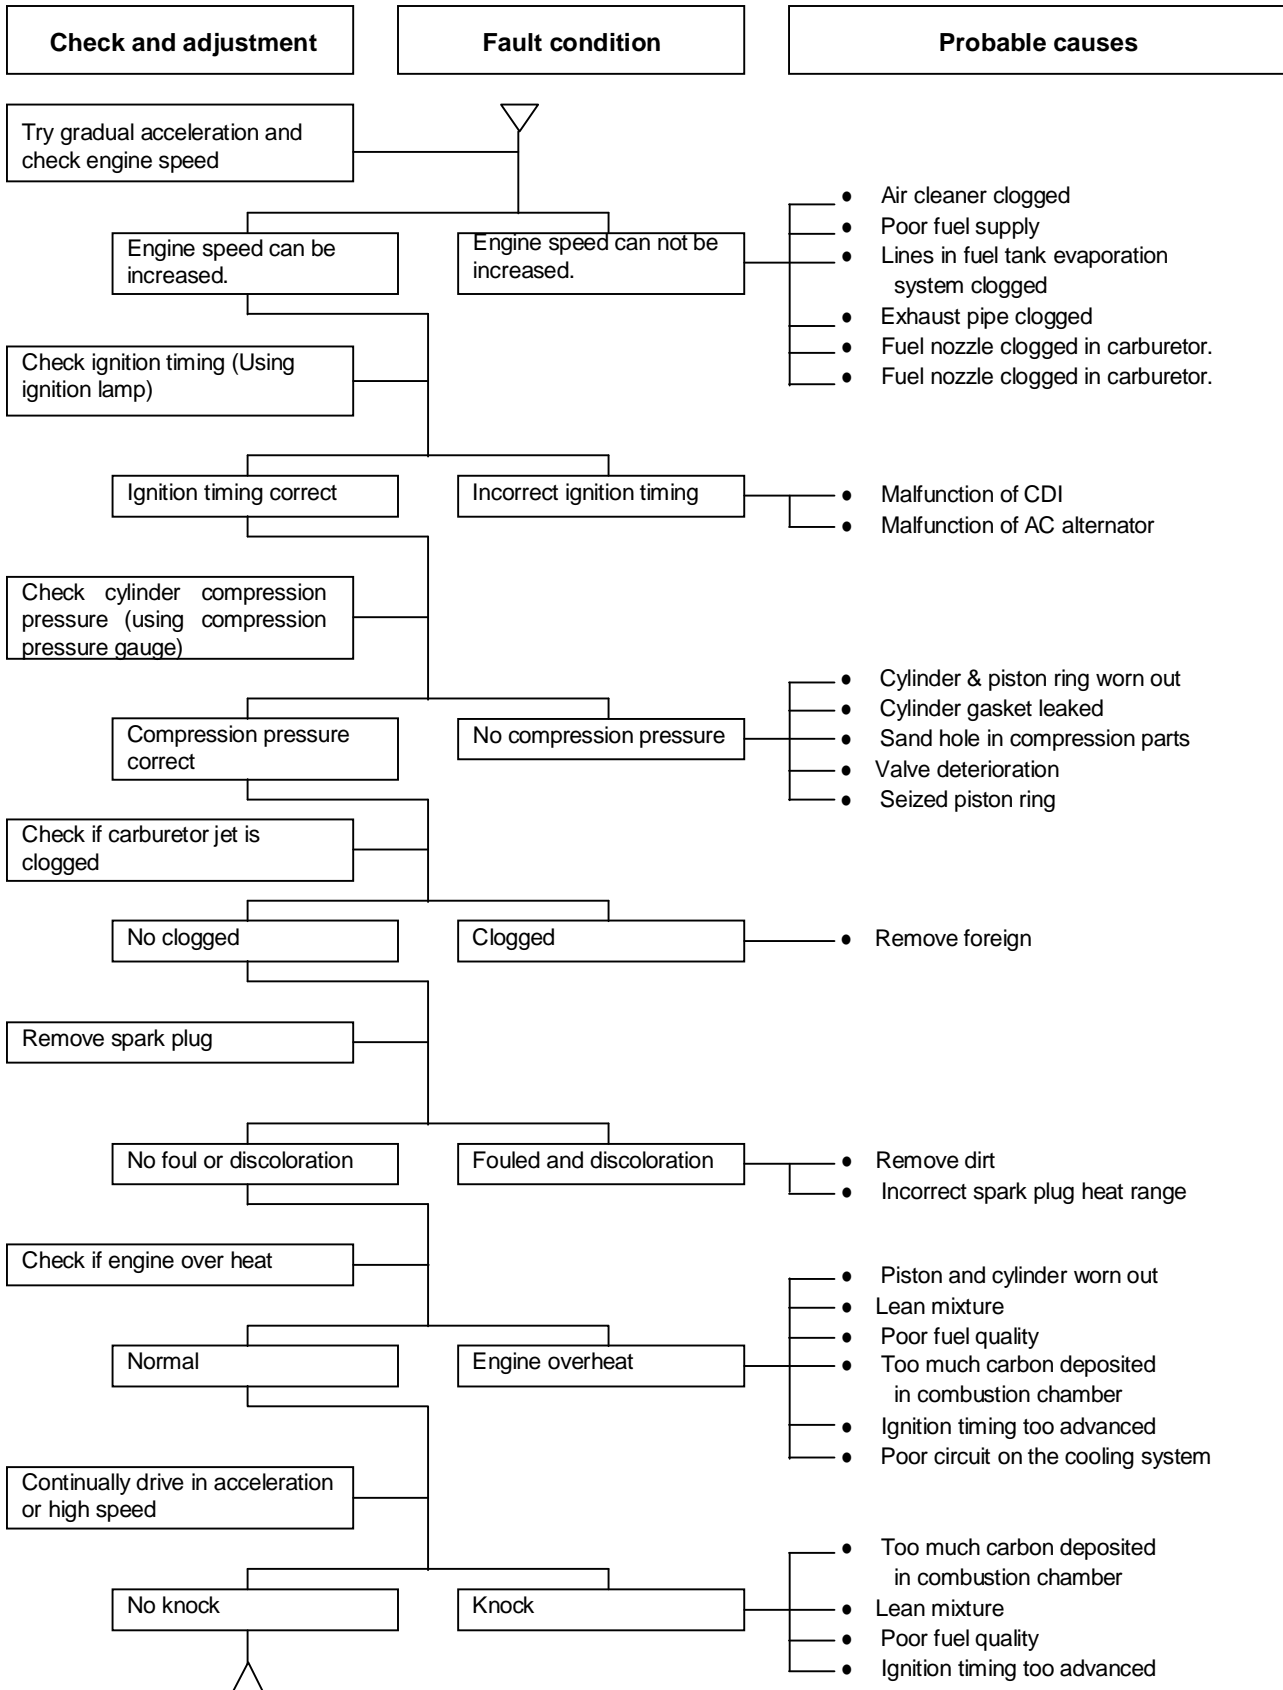 Check and adjustment
Fault condition
Probable causes
Try gradual acceleration and
check engine speed
Engine speed can be
increased.
Engine speed can not be
increased.
• Air cleaner clogged
• Poor fuel supply
• Lines in fuel tank evaporation
system clogged
• Exhaust pipe clogged
• Fuel nozzle clogged in carburetor.
• Fuel nozzle clogged in carburetor.
Check ignition timing (Using
ignition lamp)
Ignition timing correct
Incorrect ignition timing
• Malfunction of CDI
• Malfunction of AC alternator
Check cylinder compression
pressure (using compression
pressure gauge)
Compression pressure
correct
No compression pressure
• Cylinder & piston ring worn out
• Cylinder gasket leaked
• Sand hole in compression parts
• Valve deterioration
• Seized piston ring
Check if carburetor jet is
clogged
No clogged
Clogged
• Remove foreign
Remove spark plug
No foul or discoloration
Fouled and discoloration
• Remove dirt
• Incorrect spark plug heat range
Check if engine over heat
Normal
Engine overheat
• Piston and cylinder worn out
• Lean mixture
• Poor fuel quality
• Too much carbon deposited
in combustion chamber
• Ignition timing too advanced
• Poor circuit on the cooling system
Continually drive in acceleration
or high speed
No knock
Knock
• Too much carbon deposited
in combustion chamber
• Lean mixture
• Poor fuel quality
• Ignition timing too advanced